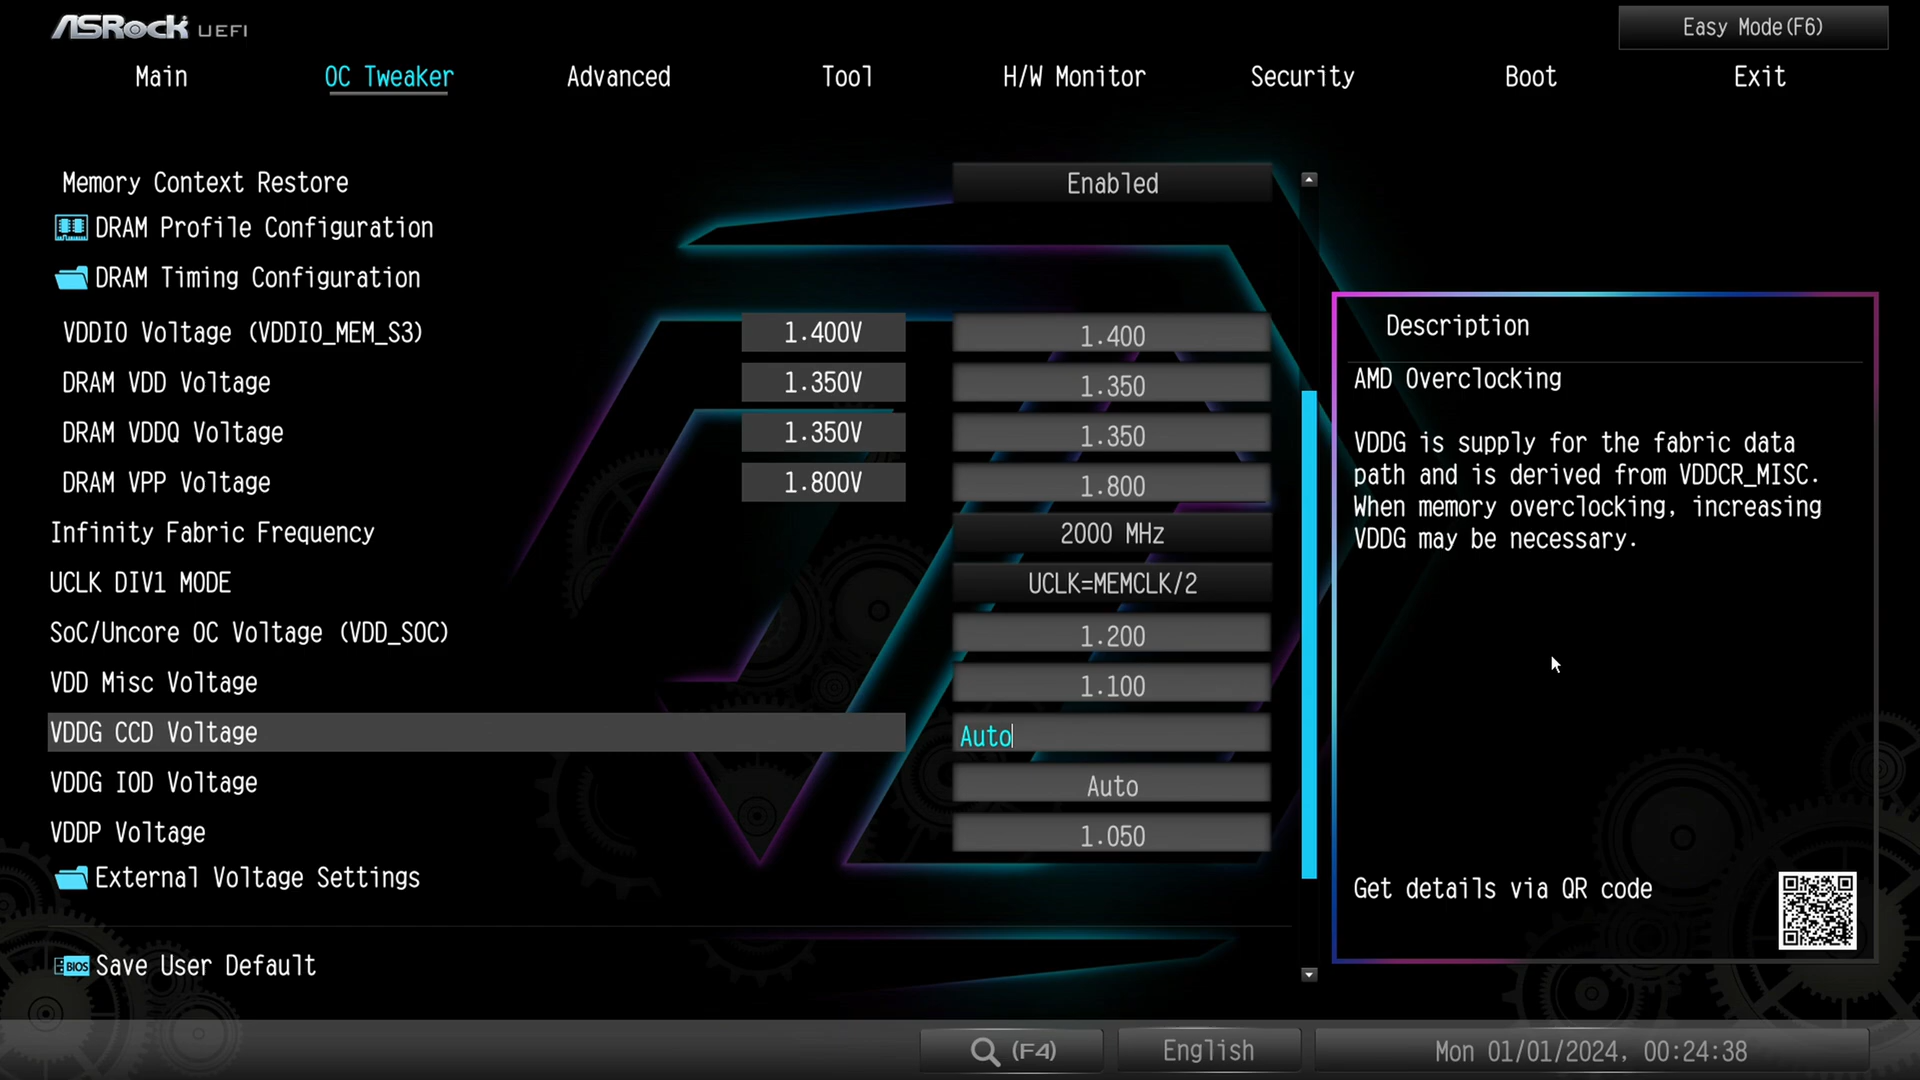 ASRock UEFI
Easy Mode(F6)
Main OC Tweaker Advanced Tool H/W Monitor Security Boot Exit
Memory Context Restore Enabled
DRAM Profile Configuration
DRAM Timing Configuration
VDDIO Voltage (VDDIO_MEM_S3) 1.400V 1.400
DRAM VDD Voltage 1.350V 1.350
DRAM VDDQ Voltage 1.350V 1.350
DRAM VPP Voltage 1.800V 1.800
Infinity Fabric Frequency 2000 MHz
UCLK DIV1 MODE UCLK=MEMCLK/2
SoC/Uncore OC Voltage (VDD_SOC) 1.200
VDD Misc Voltage 1.100
VDDG CCD Voltage Auto
VDDG IOD Voltage Auto
VDDP Voltage 1.050
External Voltage Settings
BIOS Save User Default
Description
AMD Overclocking
VDDG is supply for the fabric data
path and is derived from VDDCR_MISC.
When memory overclocking, increasing
VDDG may be necessary.
Get details via QR code
(F4) English Mon 01/01/2024, 00:24:38